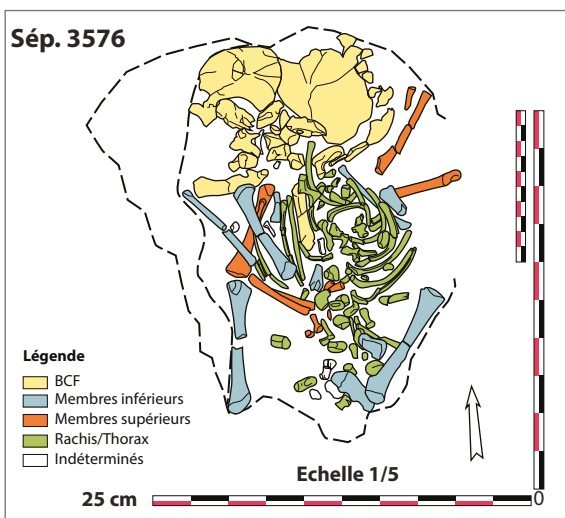 Sép. 3576
Légende
BCF
Membres inférieurs
Membres supérieurs
Rachis/Thorax
Indéterminés
Echelle 1/5
25 cm
0